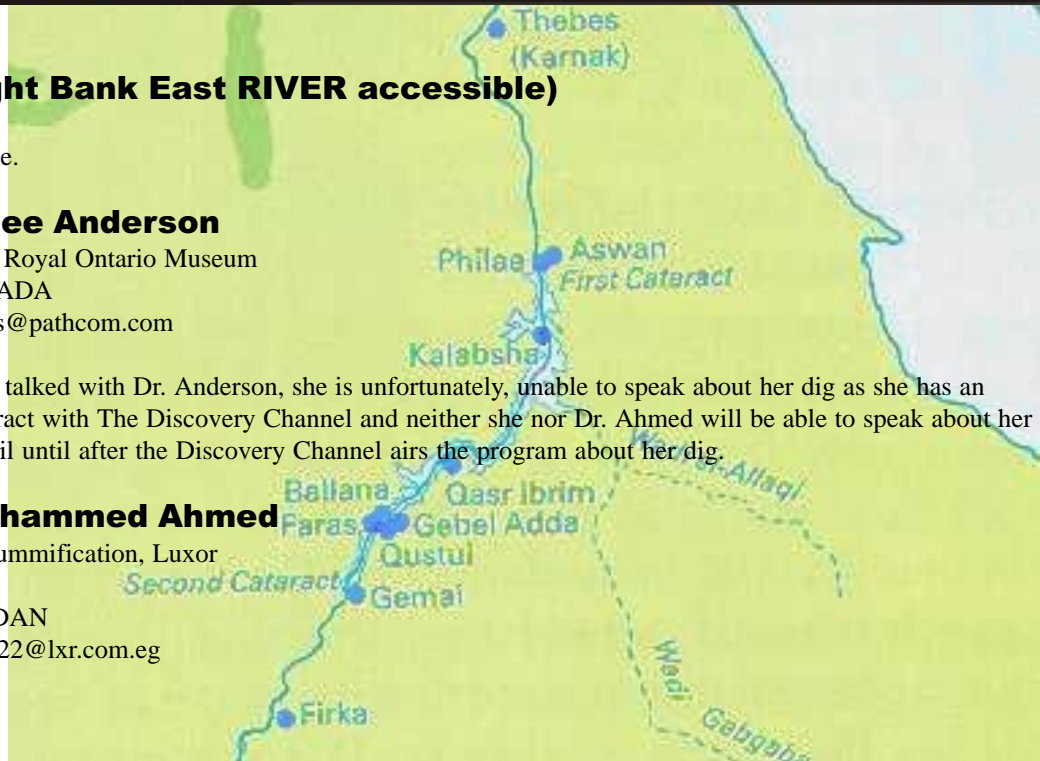 Thebes
(Karnak)
ht Bank East RIVER accessible)
e.
ee Anderson
Royal Ontario Museum
ADA
s@pathcom.com
Philae
Aswan
First Cataract
Kalabsha
talked with Dr. Anderson, she is unfortunately, unable to speak about her dig as she has an
ract with The Discovery Channel and neither she nor Dr. Ahmed will be able to speak about her
il until after the Discovery Channel airs the program about her dig.
Allaqi
Ballana
Qasr Ibrim
hammed Ahmed
Faras
Gebel Adda
ummification, Luxor
Qustul
Second Cataract
Gemai
DAN
22@lxr.com.eg
Wadi
Gabgaba
Firka